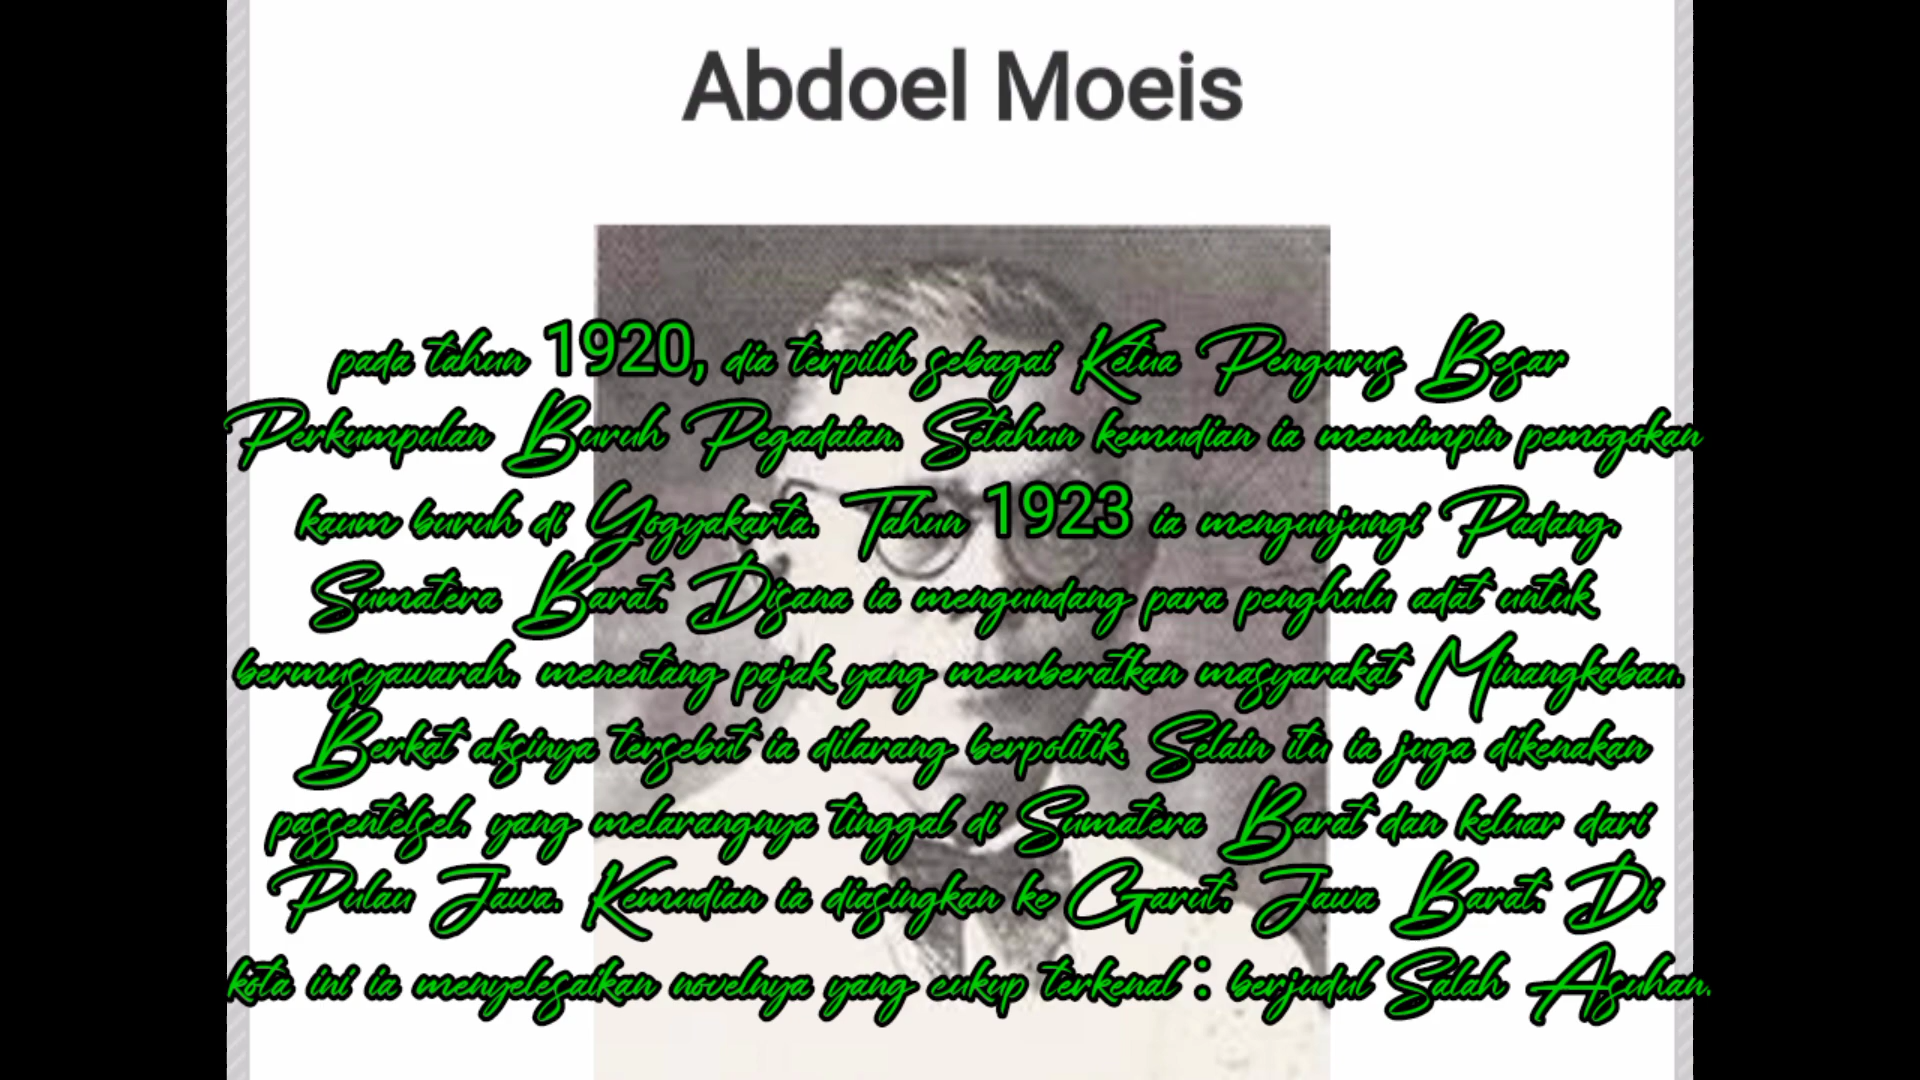 Abdoel Moeis
pada tahun 1920, dia terpilih sebagai Ketua Pengurus Besar
Perkumpulan Buruh Pegadaian. Setahun kemudian ia memimpin pemogokan
kaum buruh di Yogyakarta. Tahun 1923 ia mengunjungi Padang,
Sumatera Barat. Disana ia mengundang para penghulu adat untuk
bermusyawarah, menentang pajak yang memberatkan masyarakat Minangkabau.
Berkat aksinya tersebut ia dilarang berpolitik. Selain itu ia juga dikenakan
passentelsel, yang melarangnya tinggal di Sumatera Barat dan keluar dari
Pulau Jawa. Kemudian ia diasingkan ke Garut, Jawa Barat. Di
kota ini ia menyelesaikan novelnya yang cukup terkenal : berjudul Salah Asuhan.